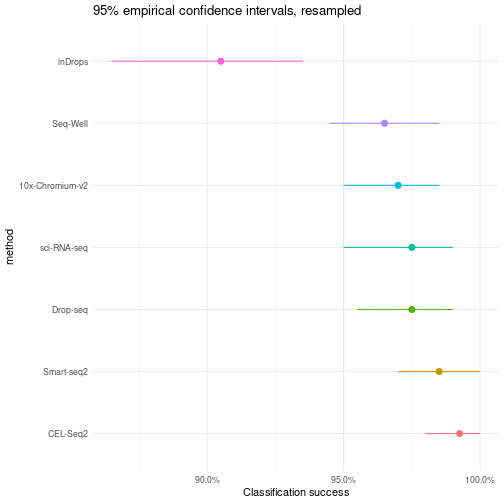 95% empirical confidence intervals, resampled
inDrops
Seq-Well
10x-Chromium-v2
sci-RNA-seq
Drop-seq
Smart-seq2
CEL-Seq2
method
90.0% 95.0% 100.0%
Classification success